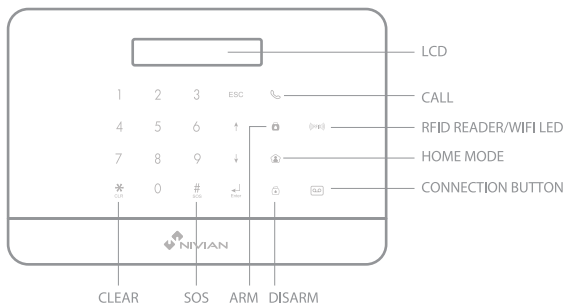 LCD
1 2 3 ESC
CALL
4 5 6
RFID READER/WIFI LED
7 8 9
HOME MODE
* 0 #
CLR SOS Enter
CONNECTION BUTTON
NIVIAN
CLEAR SOS ARM DISARM